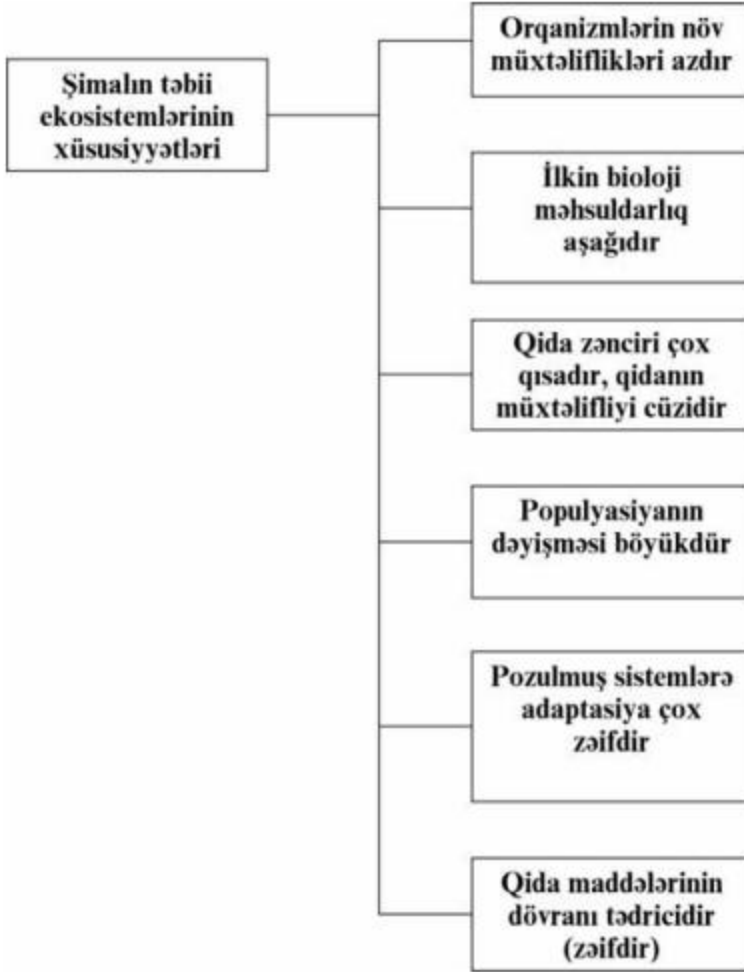 Şimalın təbii
ekosistemlərinin
xüsusiyyətləri
Orqanizmlərin növ
müxtəliflikləri azdır
İlkin bioloji
məhsuldarlıq
aşağıdır
Qida zənciri çox
qısadır, qidanın
müxtəlifliyi cüzidir
Populyasiyanın
dəyişməsi böyükdür
Pozulmuş sistemlərə
adaptasiya çox
zəifdir
Qida maddələrinin
dövranı tədricidir
(zəifdir)